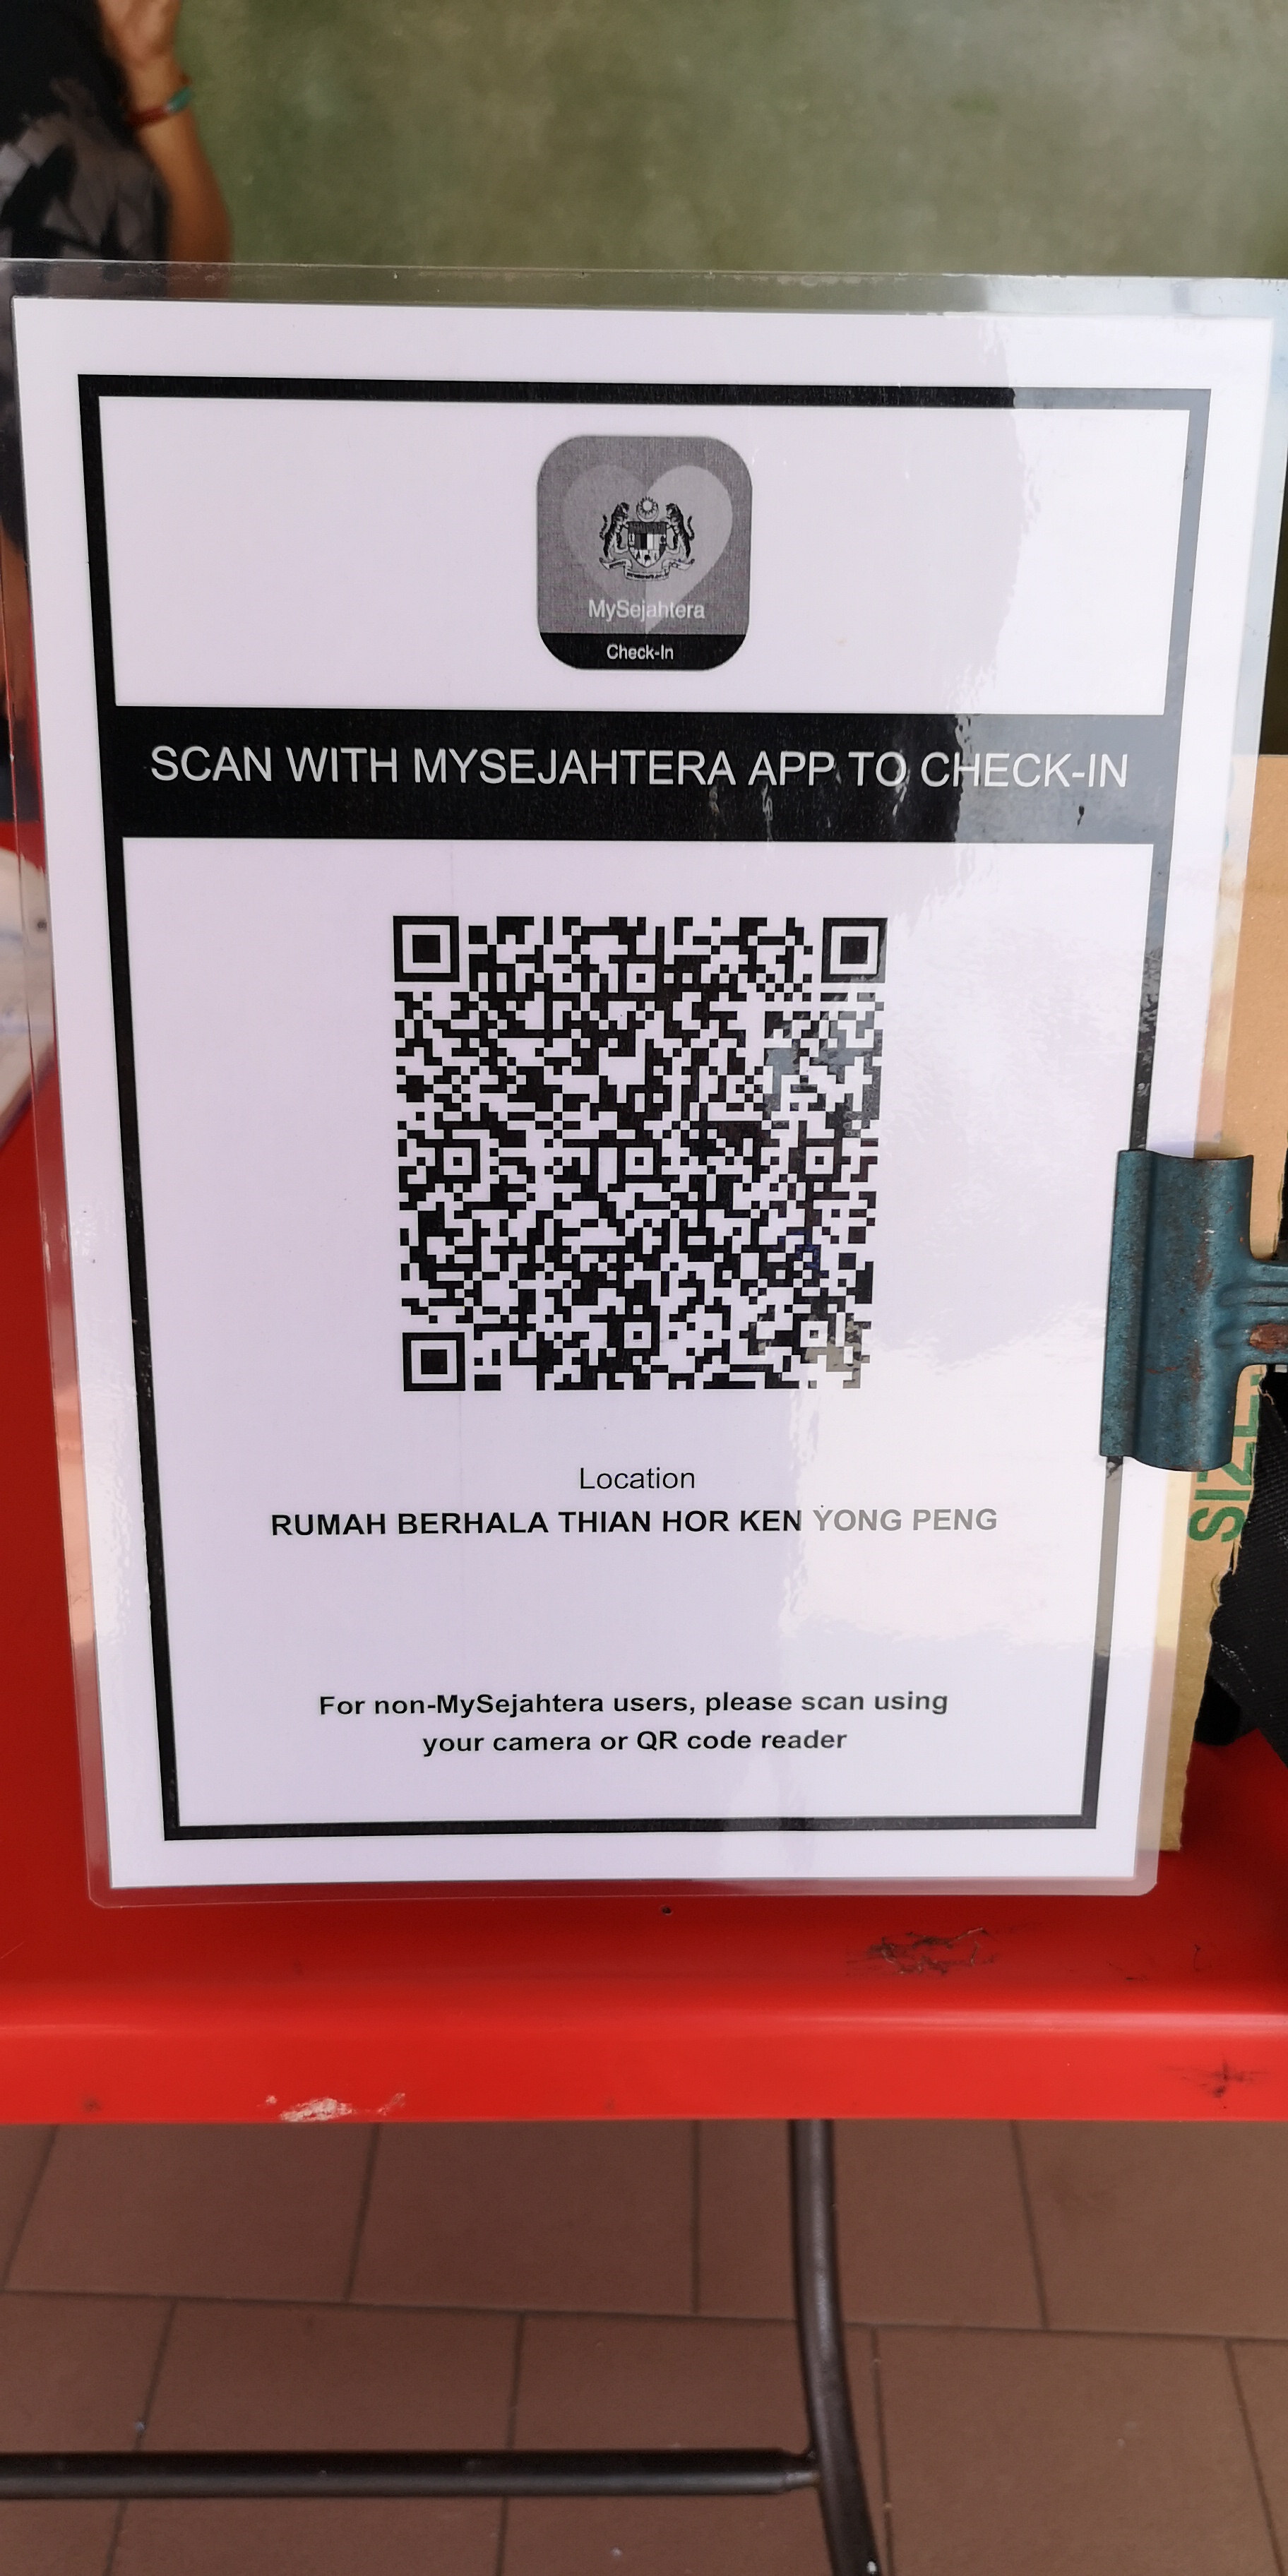 MySejahtera
Check-In
SCAN WITH MYSEJAHTERA APP TO CHECK-IN
Location
RUMAH BERHALA THIAN HOR KEN YONG PENG
For non-MySejahtera users, please scan using
your camera or QR code reader